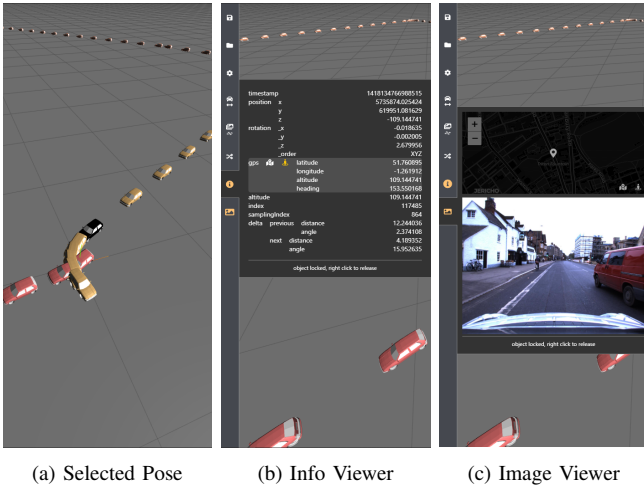 timestamp 1418134766988515
position x 5735874.025424
y 619951.081629
z -109.144741
rotation _x -0.018635
_y -0.002005
_z 2.679956
_order XYZ
gps latitude 51.760895
longitude -1.261912
altitude 109.144741
heading 153.550168
altitude 109.144741
index 117485
samplingIndex 864
delta previous distance 12.244036
angle 2.374108
next distance 4.189352
angle 15.952635
object locked, right click to release
+
−
JERICHO
object locked, right click to release
(a) Selected Pose
(b) Info Viewer
(c) Image Viewer